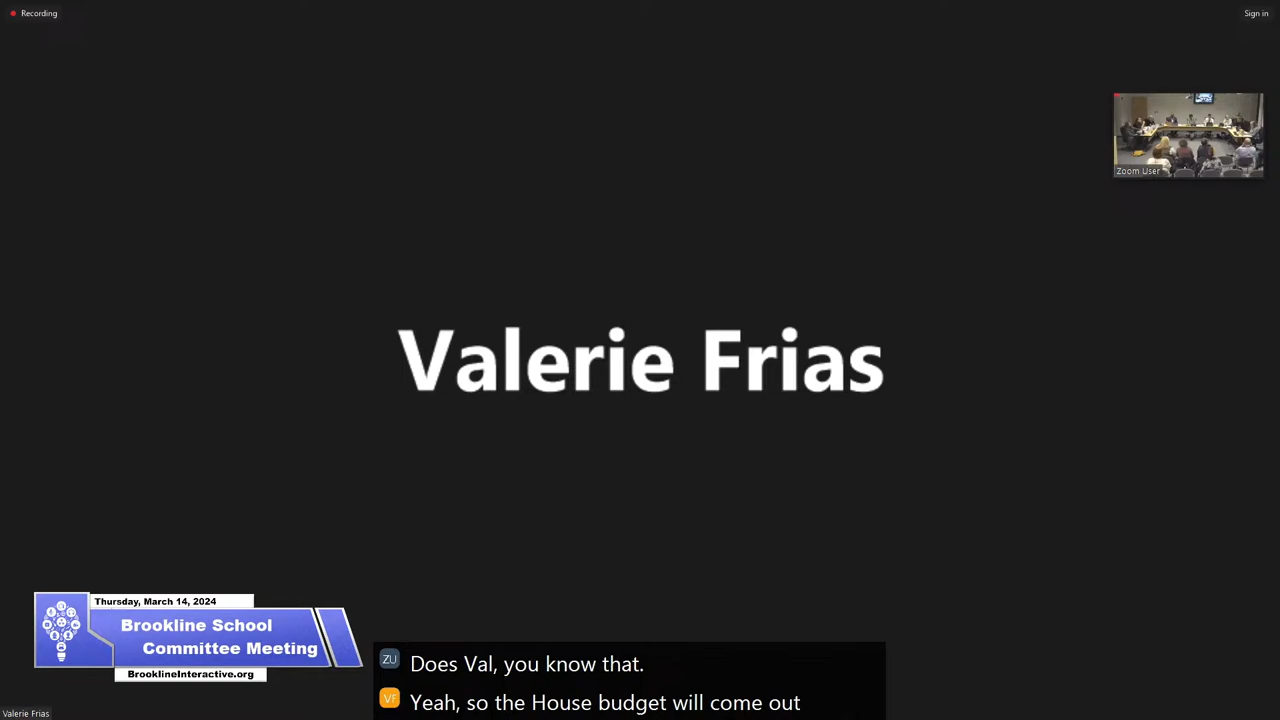 Recording
Sign in
Zoom User
Valerie Frias
Thursday, March 14, 2024
Brookline School
Committee Meeting
BrooklineInteractive.org
ZU Does Val, you know that.
VF Yeah, so the House budget will come out
Valerie Frias